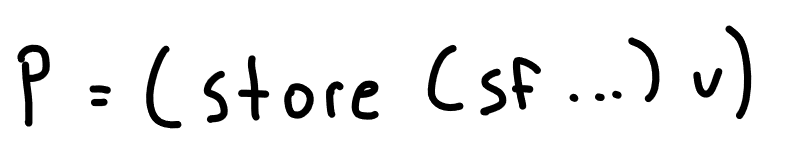 P = (store (sf ...) v)